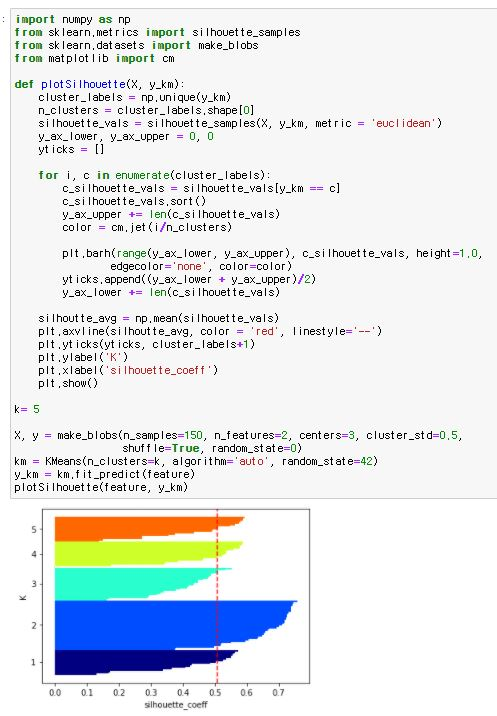 :
import numpy as np
from sklearn.metrics import silhouette_samples
from sklearn.datasets import make_blobs
from matplotlib import cm
def plotSilhouette(X, y_km):
cluster_labels = np.unique(y_km)
n_clusters = cluster_labels.shape[0]
silhouette_vals = silhouette_samples(X, y_km, metric = 'euclidean')
y_ax_lower, y_ax_upper = 0, 0
yticks = []
for i, c in enumerate(cluster_labels):
c_silhouette_vals = silhouette_vals[y_km == c]
c_silhouette_vals.sort()
y_ax_upper += len(c_silhouette_vals)
color = cm.jet(i/n_clusters)
plt.barh(range(y_ax_lower, y_ax_upper), c_silhouette_vals, height=1.0,
edgecolor='none', color=color)
yticks.append((y_ax_lower + y_ax_upper)/2)
y_ax_lower += len(c_silhouette_vals)
silhoutte_avg = np.mean(silhouette_vals)
plt.axvline(silhoutte_avg, color = 'red', linestyle='--')
plt.yticks(yticks, cluster_labels+1)
plt.ylabel('K')
plt.xlabel('silhouette_coeff')
plt.show()
k= 5
X, y = make_blobs(n_samples=150, n_features=2, centers=3, cluster_std=0.5,
shuffle=True, random_state=0)
km = KMeans(n_clusters=k, algorithm='auto', random_state=42)
y_km = km.fit_predict(feature)
plotSilhouette(feature, y_km)
5
4
3
K
2
1
0.0 0.1 0.2 0.3 0.4 0.5 0.6 0.7
silhouette_coeff